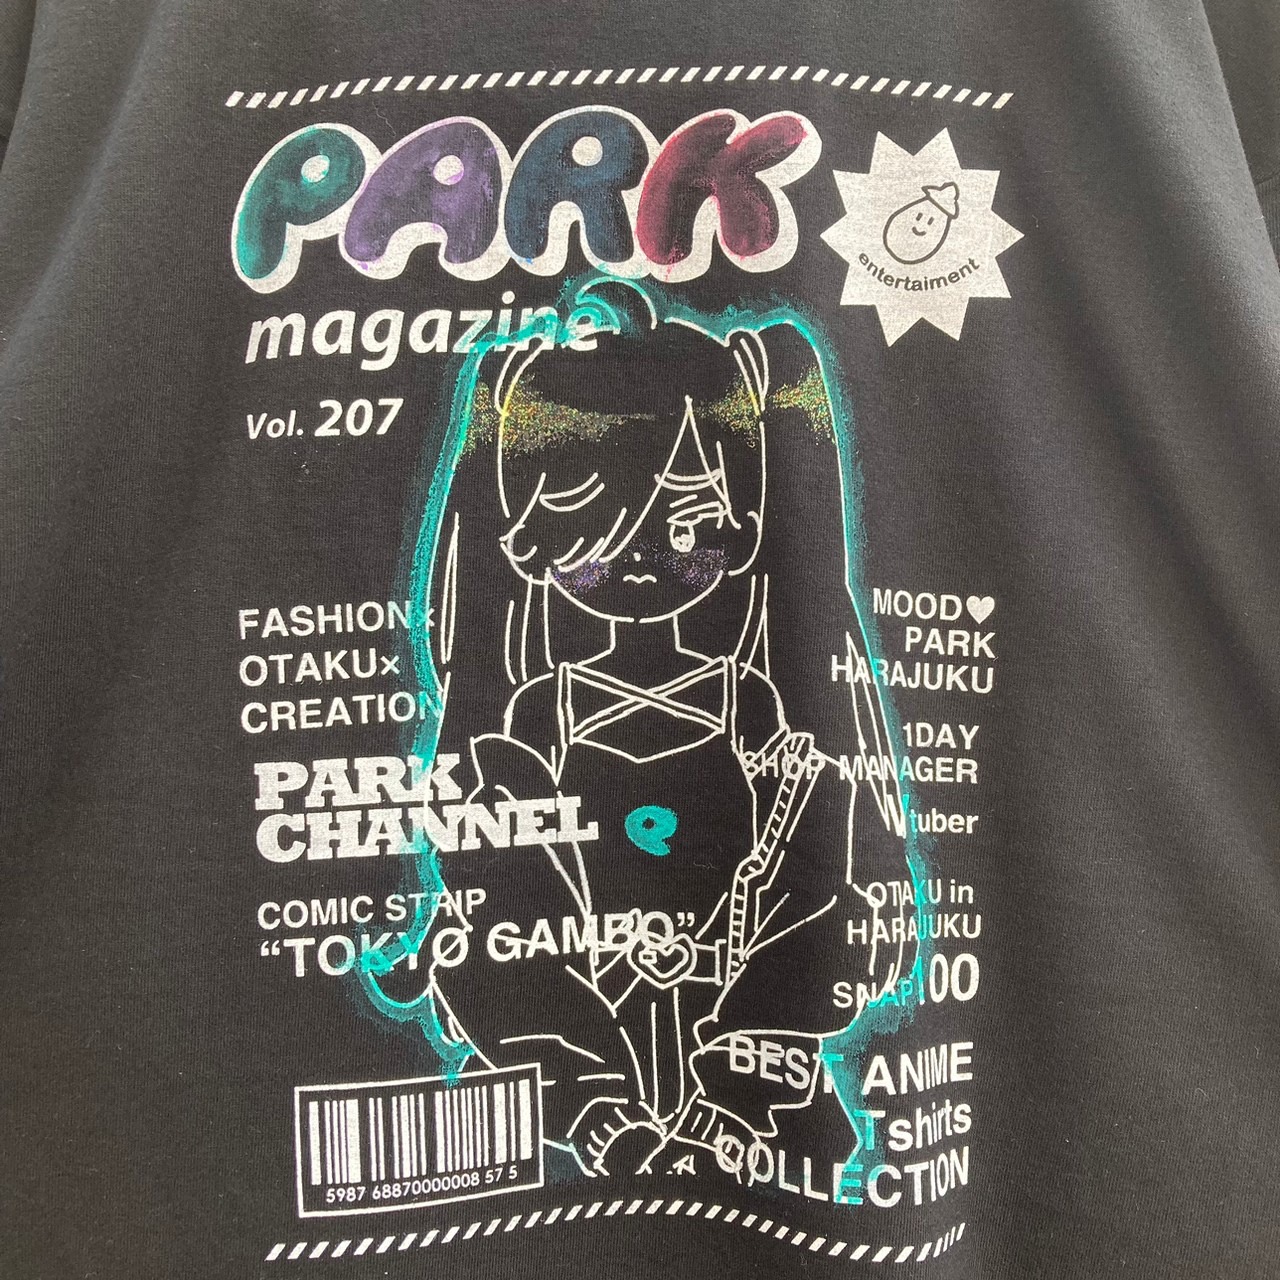 PARK
magazine
Vol. 207
entertaiment
FASHION×
OTAKU×
CREATION
PARK
CHANNEL
COMIC STRIP
“TOKYO GAMBO”
MOOD♥
PARK
HARAJUKU
1DAY
SHOP MANAGER
Vtuber
OTAKU in
HARAJUKU
SNAP100
BEST ANIME
T shirts
COLLECTION
5987 68870000008 57 5